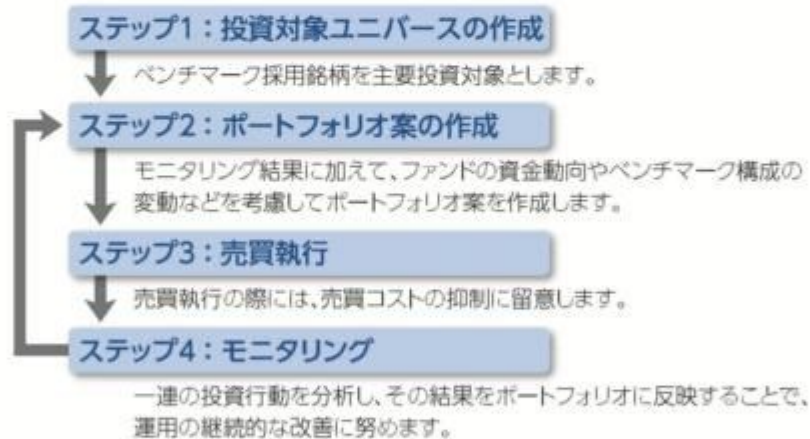 ステップ1：投資対象ユニバースの作成
ベンチマーク採用銘柄を主要投資対象とします。
ステップ2：ポートフォリオ案の作成
モニタリング結果に加えて、ファンドの資金動向やベンチマーク構成の
変動などを考慮してポートフォリオ案を作成します。
ステップ3：売買執行
売買執行の際には、売買コストの抑制に留意します。
ステップ4：モニタリング
一連の投資行動を分析し、その結果をポートフォリオに反映することで、
運用の継続的な改善に努めます。